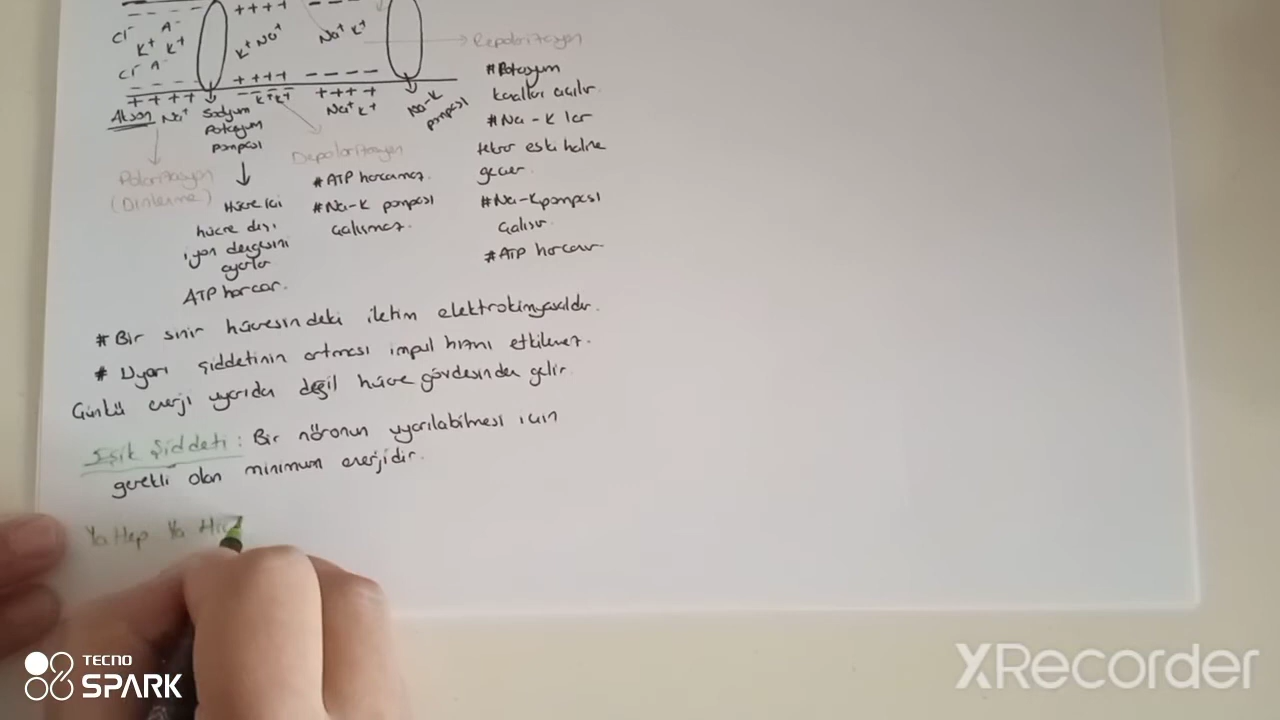 ++++ -- --
Cl⁻ A⁻
K⁺ K⁺
Cl⁻ A⁻
K⁺ Na⁺
Na⁺ K⁺
++++ ----
++++ ---- ++++
Akson Na⁺
K⁺ K⁺
Na⁺ K⁺
Sodyum
Potasyum
pompası
Na-K
pompası
Polarizasyon
(Dinlenme)
Hücre içi
hücre dışı
iyon dengesini
ayarlar
ATP harcar.
Depolarizasyon
#ATP harcamaz.
#Na-K pompası
çalışmaz.
Repolarizasyon
#Potasyum
kanalları açılır.
#Na-K lar
tekrar eski haline
geçer.
#Na-K pompası
çalışır.
#ATP harcanır.
# Bir sinir hücresindeki iletim elektrokimyasaldır.
# Uyarı şiddetinin artması impuls hızını etkilemez.
Çünkü enerji uyarıdan değil hücre gövdesinden gelir.
Eşik Şiddeti: Bir nöronun uyarılabilmesi için
gerekli olan minimum enerjidir.
Ya Hep Ya Hiç
TECNO
SPARK
XRecorder